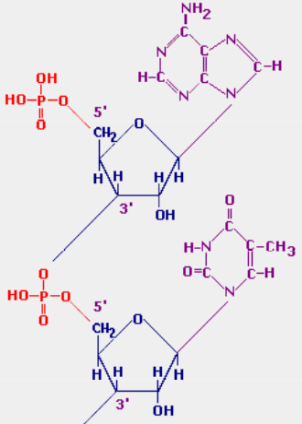 NH2
C
N C N
H-C C C-H
N N
OH
HO-P-O
O
5'
CH2
O
H H H H
3'
OH
O
C
H-N C-CH3
O=C C-H
N
O
HO-P-O
O
5'
CH2
O
H H H H
3'
OH